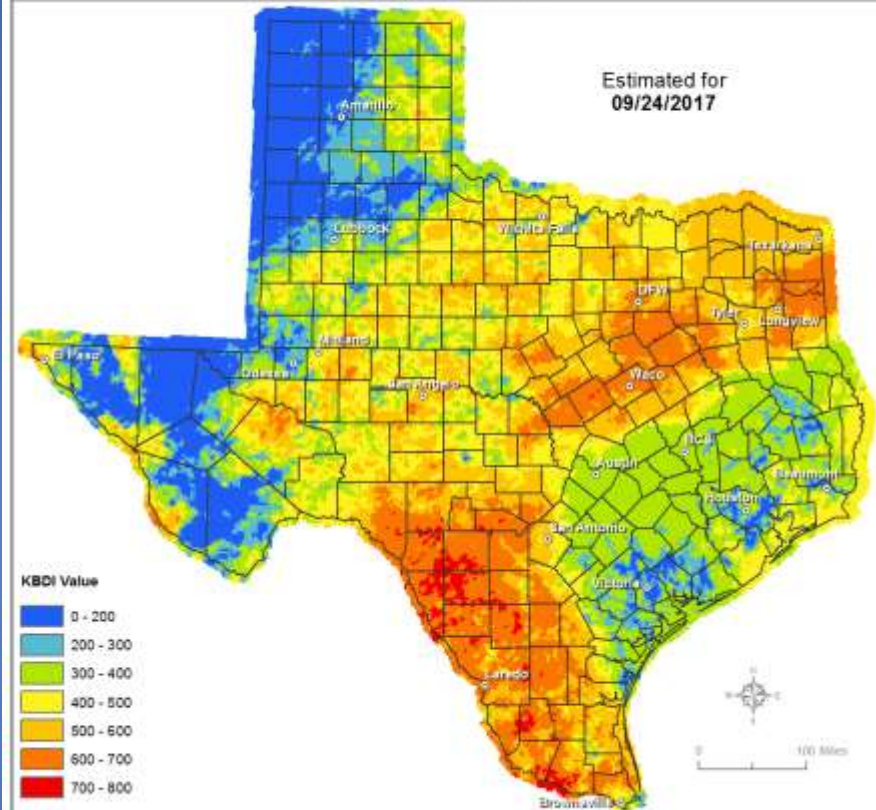 Estimated for
09/24/2017
Amarillo
Lubbock
Wichita Falls
Texarkana
DFW
Tyler
Longview
El Paso
Midland
Odessa
San Angelo
Waco
BCS
Austin
Beaumont
Houston
San Antonio
Victoria
Laredo
Brownsville
KBDI Value
0 - 200
200 - 300
300 - 400
400 - 500
500 - 600
600 - 700
700 - 800
N
0 100 Miles